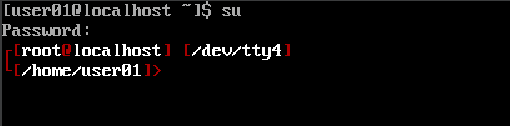 [user01@localhost ~]$ su
Password:
┌[root@localhost] [/dev/tty4]
└[/home/user01]>